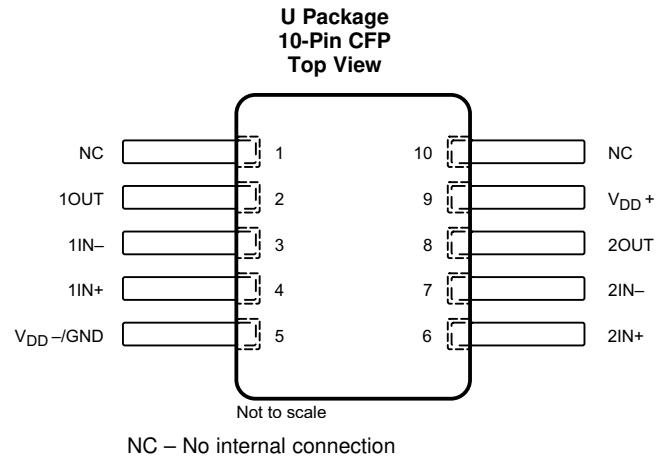 U Package
10-Pin CFP
Top View
NC 1 10 NC
1OUT 2 9 VDD +
1IN– 3 8 2OUT
1IN+ 4 7 2IN–
VDD –/GND 5 6 2IN+
Not to scale
NC – No internal connection